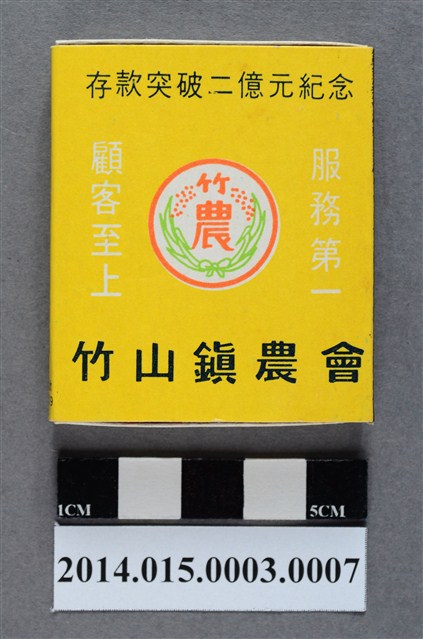 存款突破二億元紀念
服務第一
顧客至上
竹
農
竹山鎮農會
1CM 5CM
2014.015.0003.0007